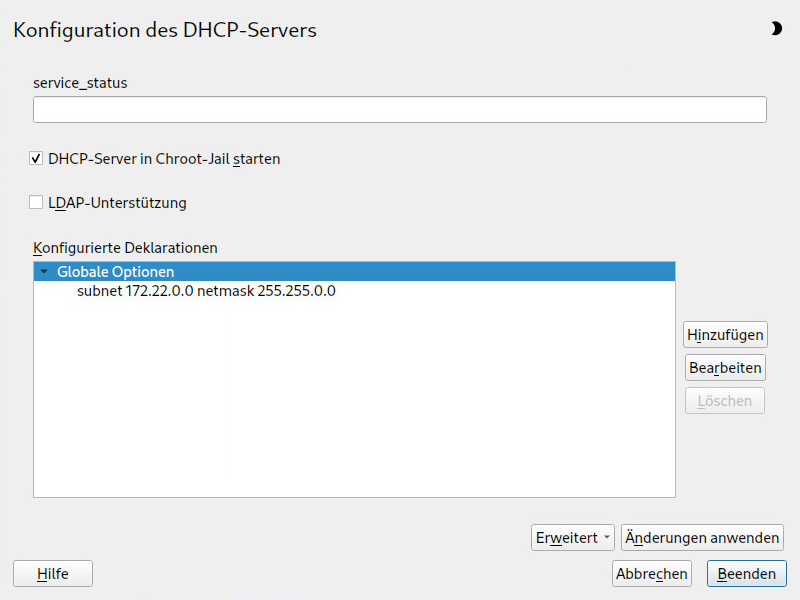 Konfiguration des DHCP-Servers
service_status
DHCP-Server in Chroot-Jail starten
LDAP-Unterstützung
Konfigurierte Deklarationen
Globale Optionen
subnet 172.22.0.0 netmask 255.255.0.0
Hinzufügen
Bearbeiten
Löschen
Erweitert
Änderungen anwenden
Hilfe
Abbrechen
Beenden